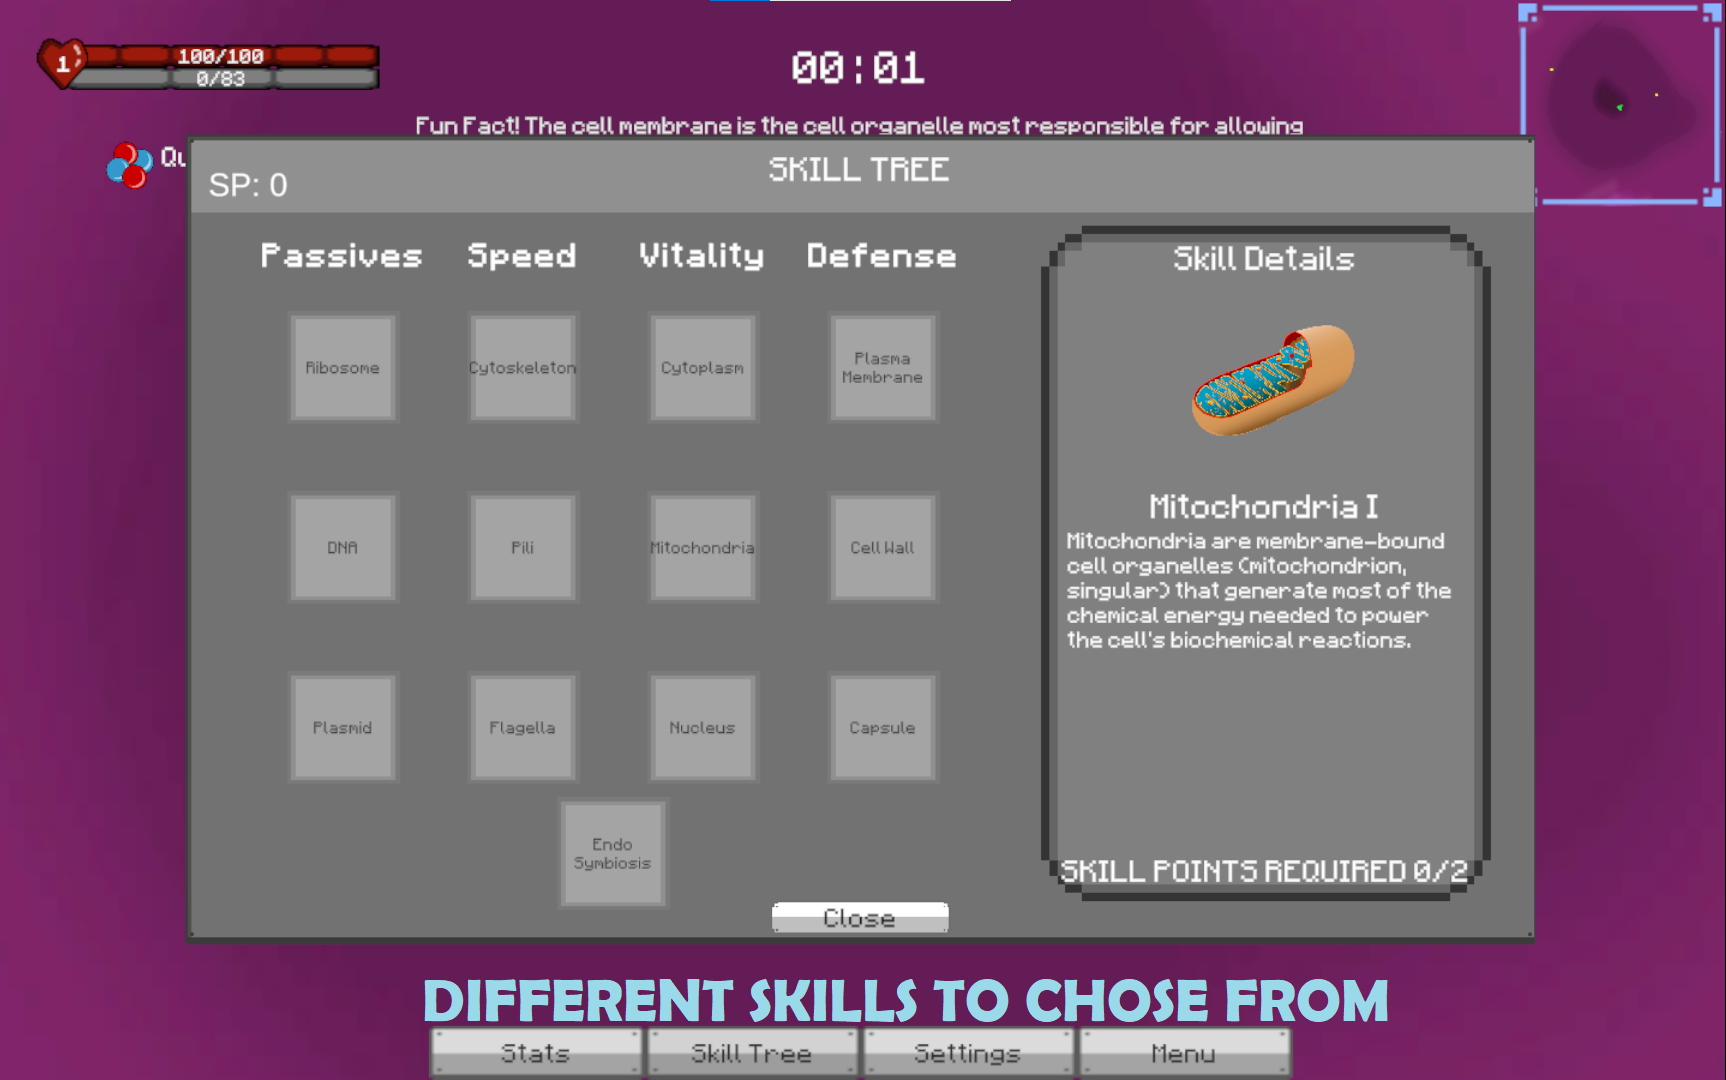 1
100/100
0/83
00:01
Fun Fact! The cell membrane is the cell organelle most responsible for allowing
SKILL TREE
SP: 0
Passives Speed Vitality Defense
Ribosome Cytoskeleton Cytoplasm Plasma
Membrane
DNA Pili Mitochondria Cell Wall
Plasmid Flagella Nucleus Capsule
Endo
Symbiosis
Skill Details
Mitochondria I
Mitochondria are membrane-bound
cell organelles (mitochondrion,
singular) that generate most of the
chemical energy needed to power
the cell's biochemical reactions.
SKILL POINTS REQUIRED 0/2
Close
DIFFERENT SKILLS TO CHOSE FROM
Stats Skill Tree Settings Menu